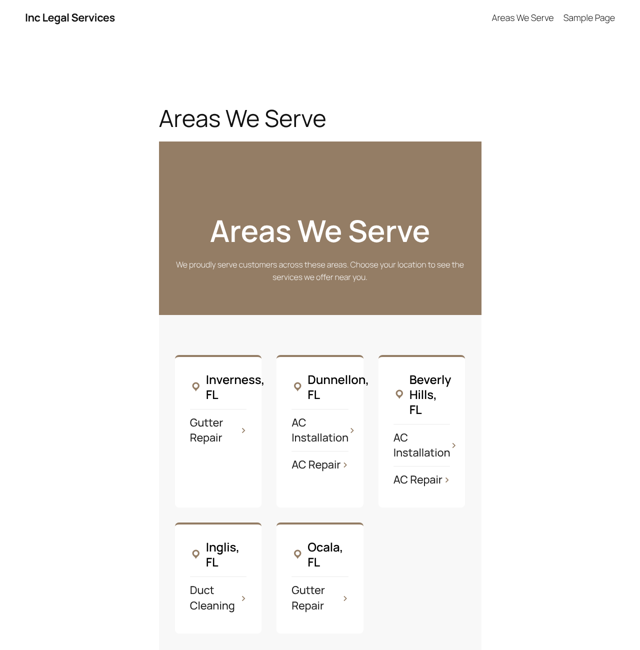 Inc Legal Services
Areas We Serve
Sample Page
Areas We Serve
Areas We Serve
We proudly serve customers across these areas. Choose your location to see the
services we offer near you.
Inverness,
FL
Gutter
Repair
Dunnellon,
FL
AC
Installation
AC Repair
Beverly
Hills,
FL
AC
Installation
AC Repair
Inglis,
FL
Duct
Cleaning
Ocala,
FL
Gutter
Repair